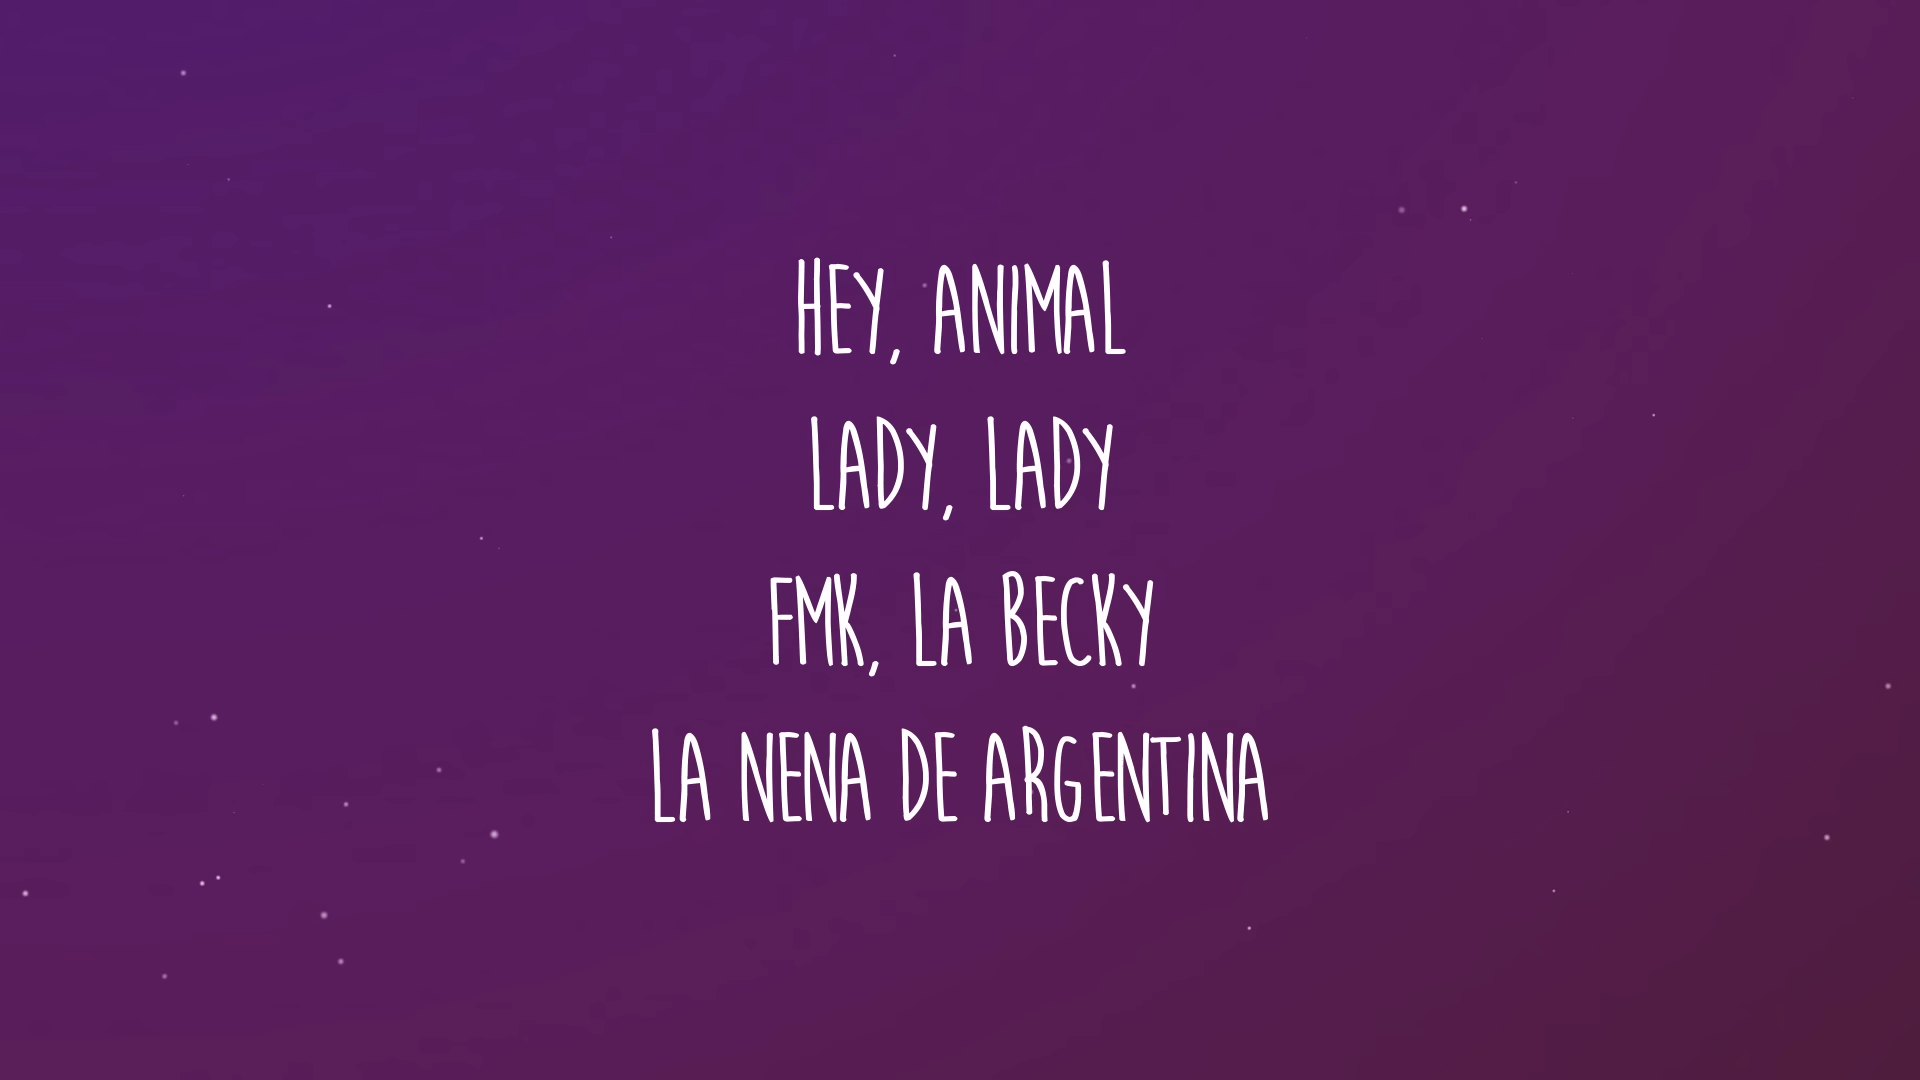 HEY, ANIMAL
LADY, LADY
FMK, LA BECKY
LA NENA DE ARGENTINA